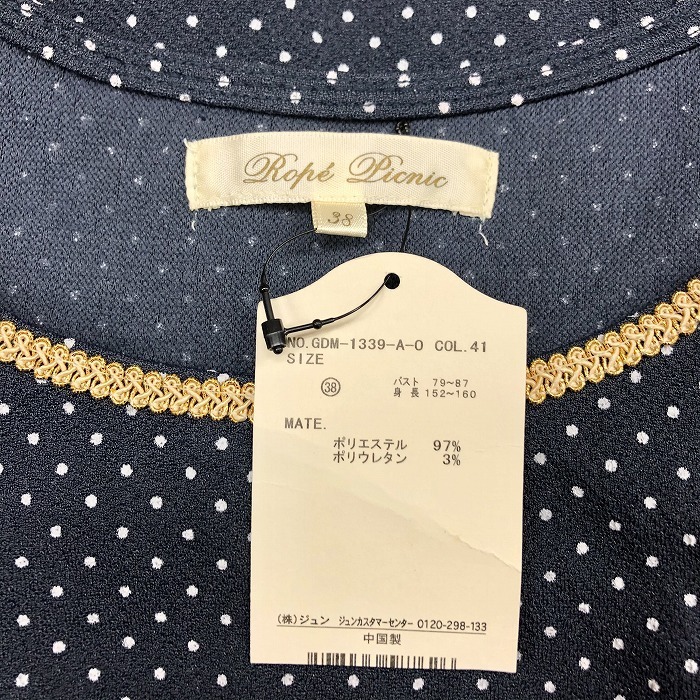 Ropé Picnic
38
NO.GDM-1339-A-0 COL.41
SIZE
38 バスト 79~87
身長 152~160
MATE.
ポリエステル 97%
ポリウレタン 3%
(株)ジュン ジュンカスタマーセンター 0120-298-133
中国製